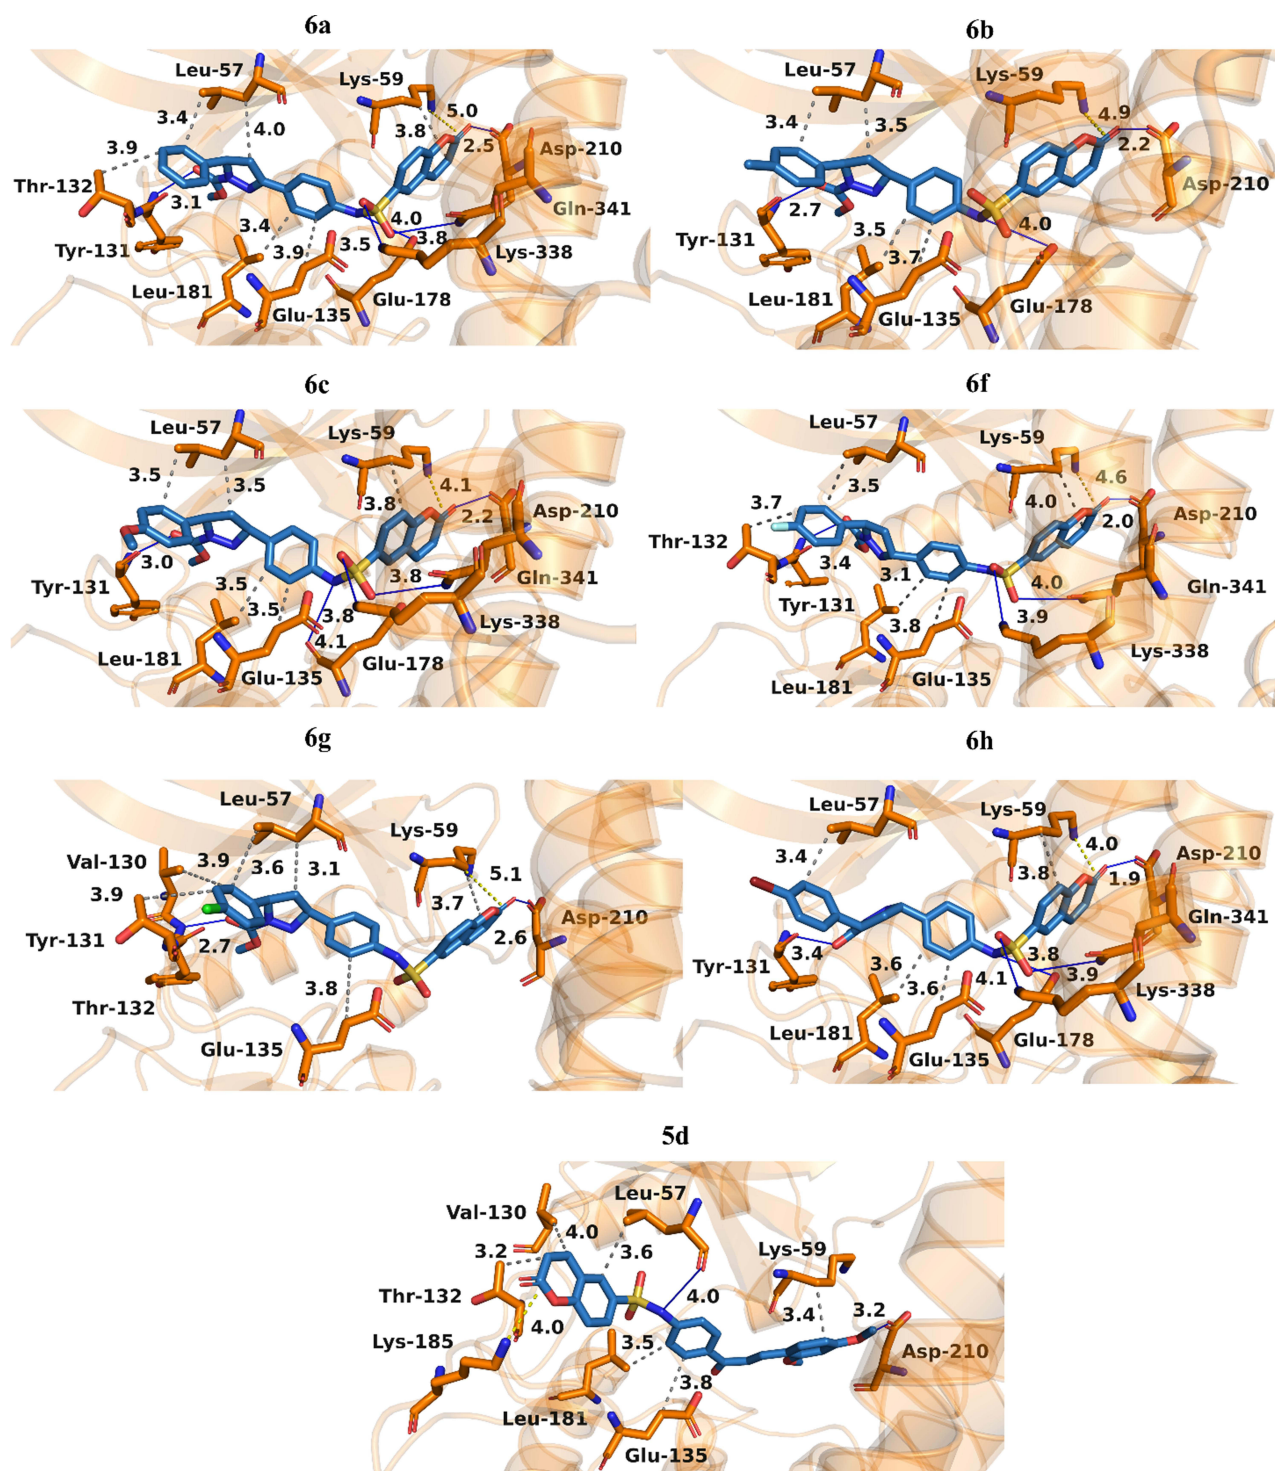 6a
Leu-57
Lys-59
5.0
3.4
4.0
3.8
2.5
3.9
Asp-210
Thr-132
3.1
Gln-341
3.4
4.0
3.5
3.8
3.9
Tyr-131
Lys-338
Leu-181
Glu-135
Glu-178
6b
Leu-57
Lys-59
4.9
3.4
3.5
2.2
Asp-210
2.7
4.0
3.5
3.7
Tyr-131
Leu-181
Glu-135
Glu-178
6c
Leu-57
Lys-59
3.5
3.5
4.1
3.8
2.2
Asp-210
3.0
3.8
Gln-341
Tyr-131
3.5
3.5
3.8
4.1
Lys-338
Leu-181
Glu-135
Glu-178
6f
Leu-57
Lys-59
4.6
3.7
3.5
4.0
2.0
Asp-210
Thr-132
3.4
3.1
4.0
Gln-341
Tyr-131
3.8
3.9
Lys-338
Leu-181
Glu-135
6g
Leu-57
Lys-59
Val-130
3.9
3.6
3.1
5.1
3.9
3.7
Asp-210
Tyr-131
2.7
2.6
3.8
Thr-132
Glu-135
6h
Leu-57
Lys-59
4.0
Asp-210
3.4
3.8
1.9
Gln-341
3.4
3.8
Tyr-131
3.6
3.6
4.1
3.9
Lys-338
Leu-181
Glu-135
Glu-178
5d
Leu-57
Val-130
4.0
3.2
3.6
Lys-59
Thr-132
4.0
3.4
3.2
4.0
Lys-185
3.5
Asp-210
3.8
Leu-181
Glu-135